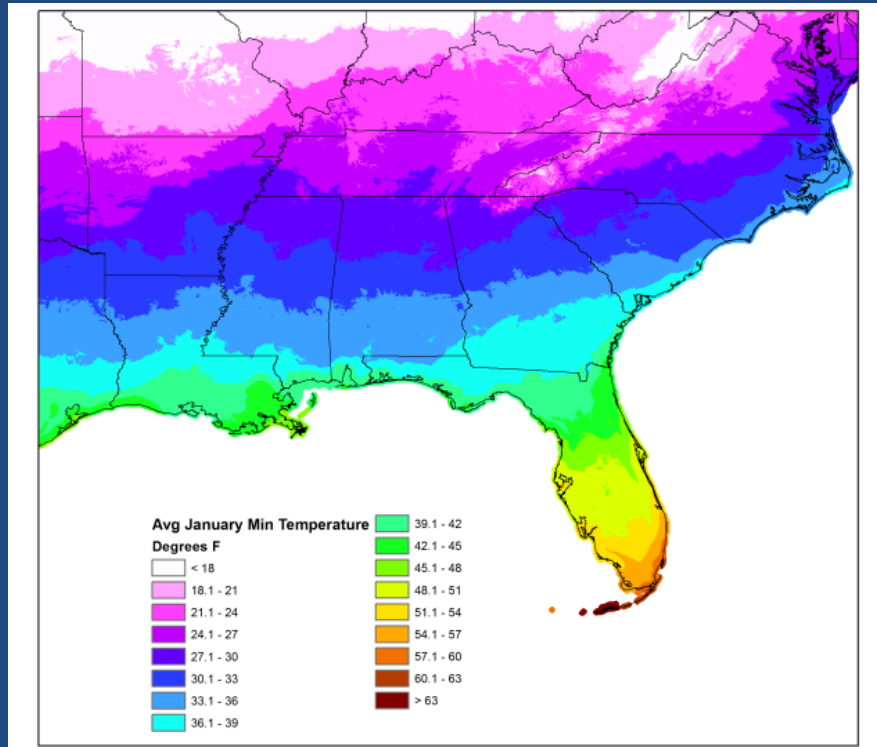 Avg January Min Temperature
Degrees F
< 18
18.1 - 21
21.1 - 24
24.1 - 27
27.1 - 30
30.1 - 33
33.1 - 36
36.1 - 39
39.1 - 42
42.1 - 45
45.1 - 48
48.1 - 51
51.1 - 54
54.1 - 57
57.1 - 60
60.1 - 63
> 63